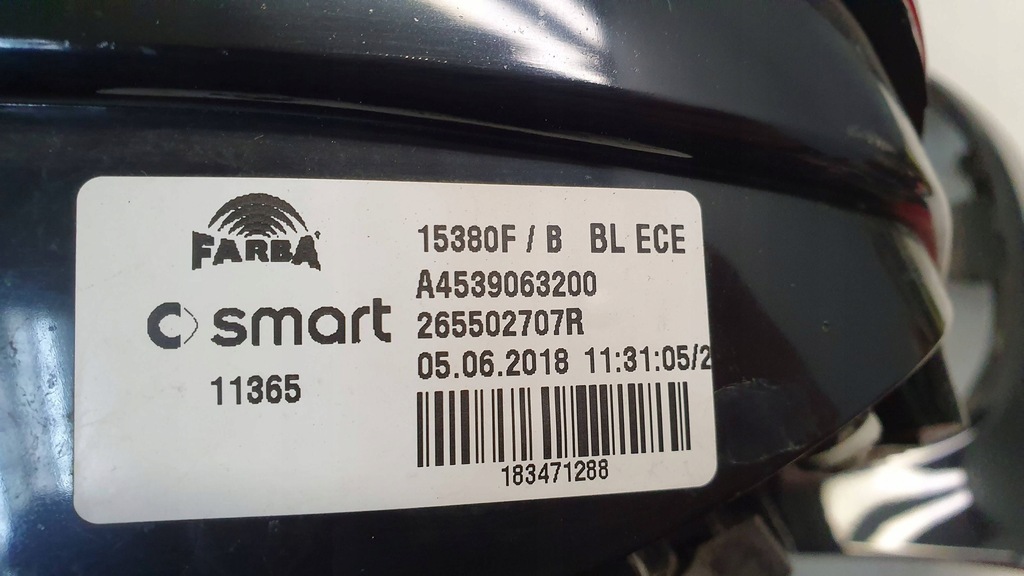 FARBA
smart
11365
15380F / B BL ECE
A4539063200
265502707R
05.06.2018 11:31:05/2
183471288